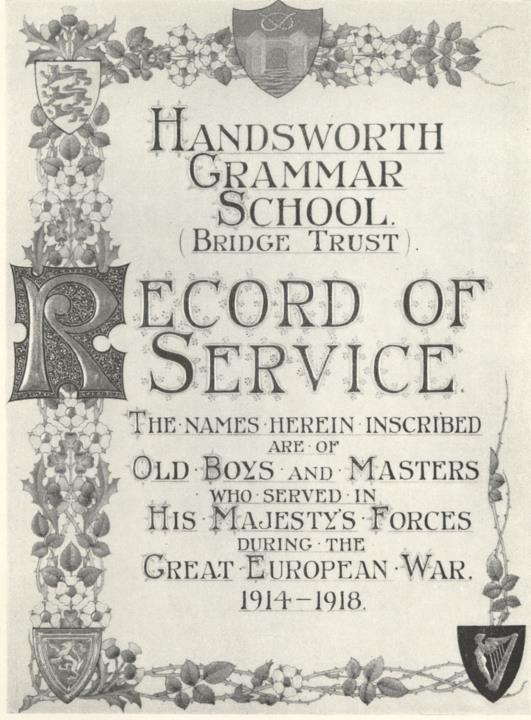 HANDSWORTH
GRAMMAR
SCHOOL.
(BRIDGE TRUST).
RECORD OF
SERVICE.
THE·NAMES·HEREIN·INSCRIBED
ARE·OF
OLD·BOYS·AND·MASTERS
WHO·SERVED·IN
HIS·MAJESTY'S·FORCES
DURING·THE
GREAT·EUROPEAN·WAR.
1914–1918.